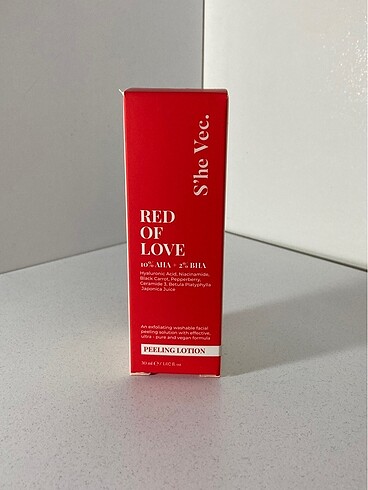 S'he Vec.
RED
OF
LOVE
10% AHA + 2% BHA
Hyaluronic Acid, Niacinamide,
Black Carrot, Pepperberry,
Ceramide 3, Betula Platyphylla
Japonica Juice
An exfoliating washable facial
peeling solution with effective,
ultra - pure and vegan formula
PEELING LOTION
30 ml